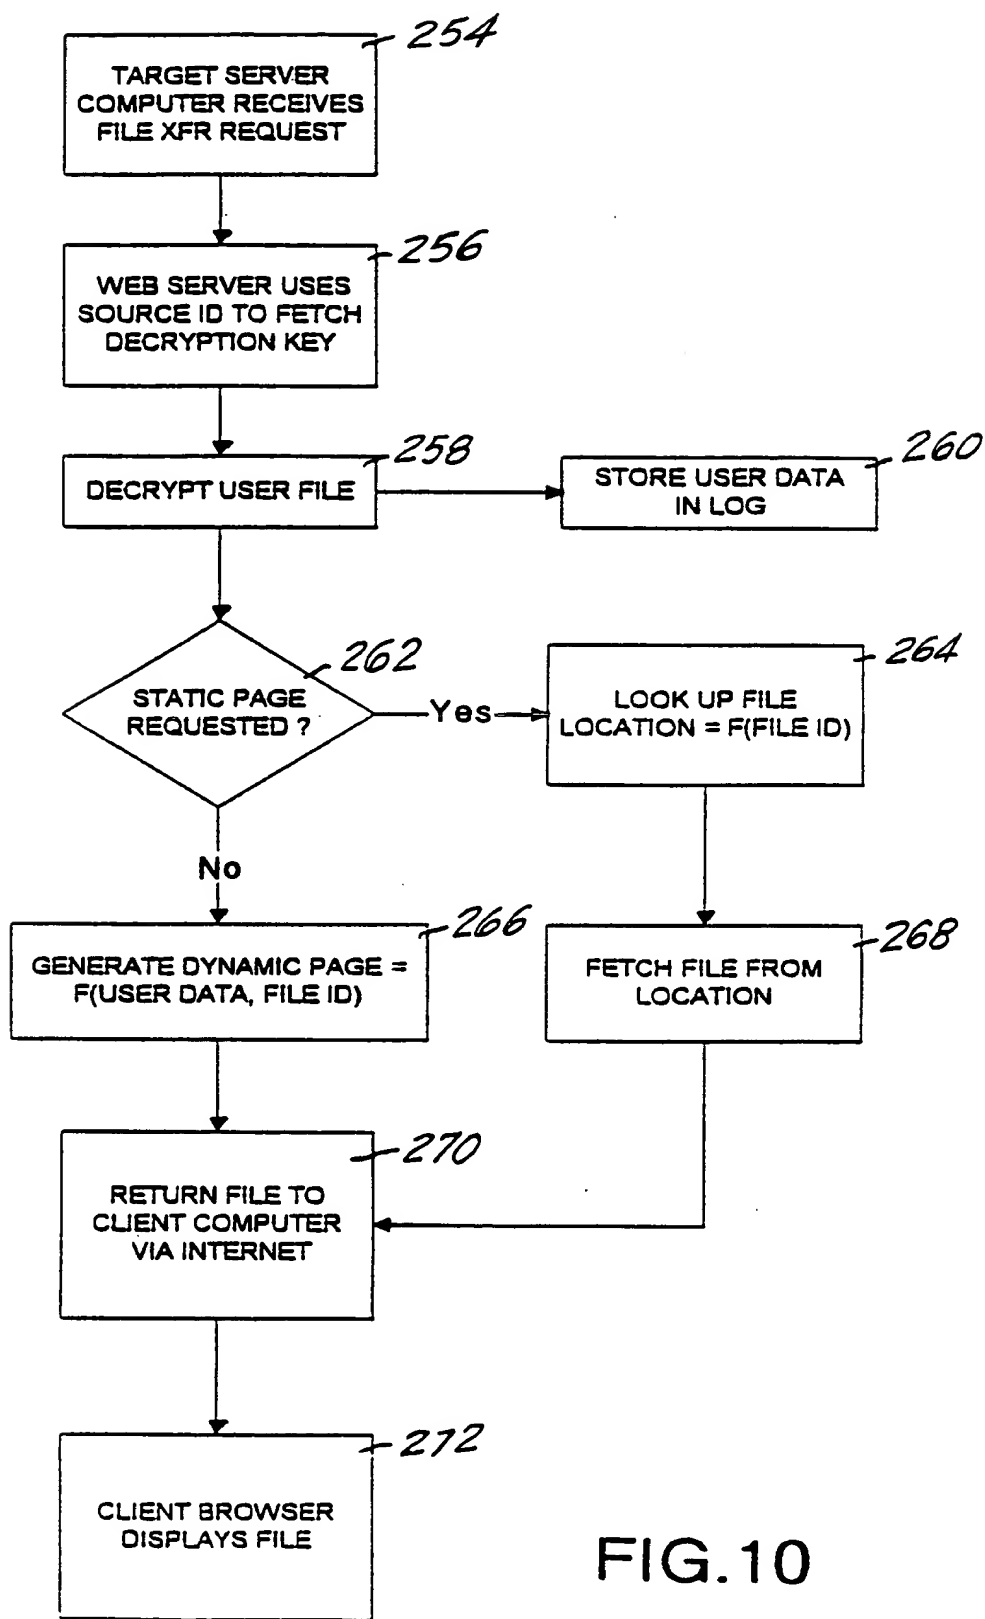 254
TARGET SERVER
COMPUTER RECEIVES
FILE XFR REQUEST
256
WEB SERVER USES
SOURCE ID TO FETCH
DECRYPTION KEY
258
DECRYPT USER FILE
260
STORE USER DATA
IN LOG
262
STATIC PAGE
REQUESTED ?
Yes
264
LOOK UP FILE
LOCATION = F(FILE ID)
No
266
GENERATE DYNAMIC PAGE =
F(USER DATA, FILE ID)
268
FETCH FILE FROM
LOCATION
270
RETURN FILE TO
CLIENT COMPUTER
VIA INTERNET
272
CLIENT BROWSER
DISPLAYS FILE
FIG.10